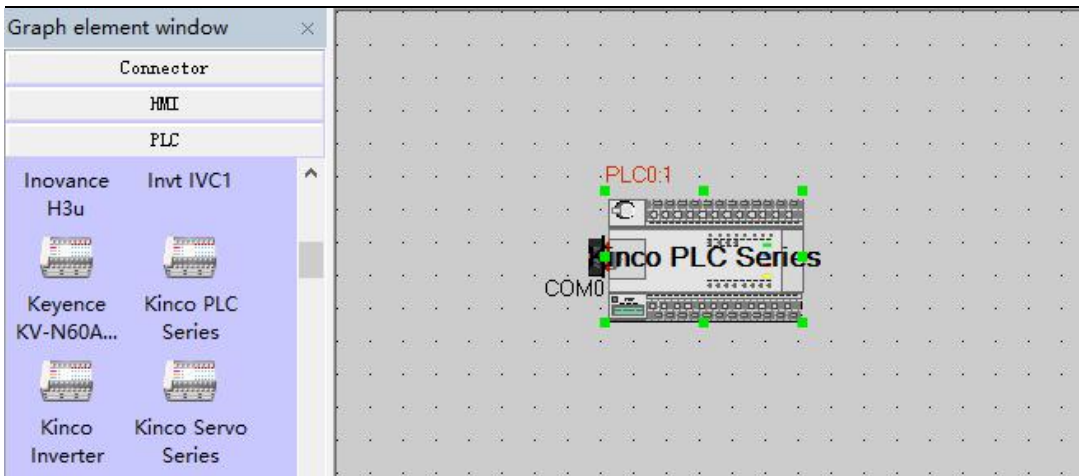 Graph element window
Connector
HMI
PLC
Inovance
H3u
Invt IVC1
Keyence
KV-N60A...
Kinco PLC
Series
Kinco
Inverter
Kinco Servo
Series
PLC0:1
Kinco PLC Series
COM0